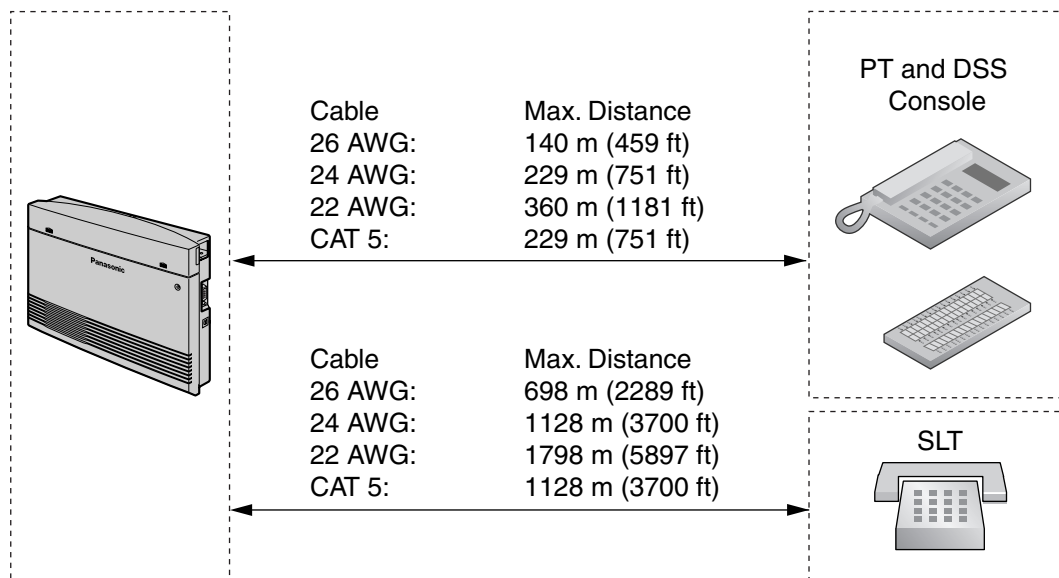 Panasonic
Cable Max. Distance
26 AWG: 140 m (459 ft)
24 AWG: 229 m (751 ft)
22 AWG: 360 m (1181 ft)
CAT 5: 229 m (751 ft)
PT and DSS
Console
Cable Max. Distance
26 AWG: 698 m (2289 ft)
24 AWG: 1128 m (3700 ft)
22 AWG: 1798 m (5897 ft)
CAT 5: 1128 m (3700 ft)
SLT